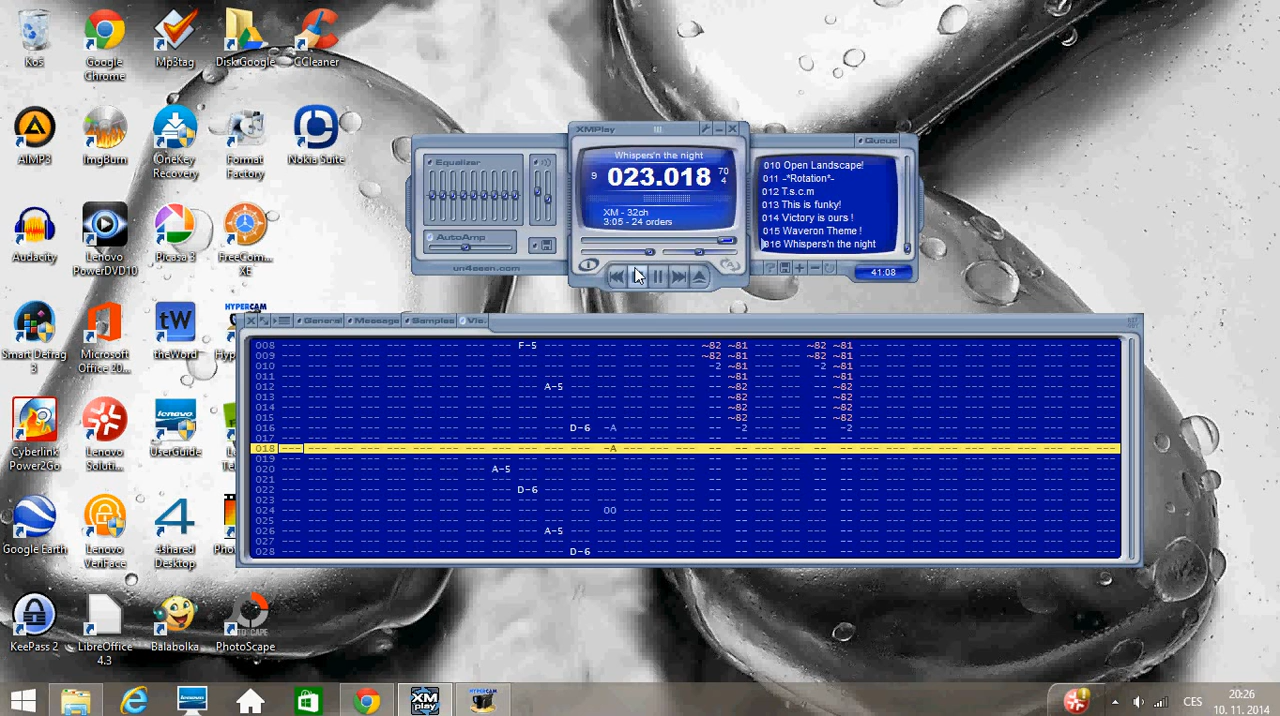 Koš
Google Chrome
Mp3tag
Disk Google
CCleaner
AIMP3
ImgBurn
OneKey Recovery
Format Factory
Nokia Suite
Audacity
Lenovo PowerDVD10
Picasa 3
FreeCom... XE
Smart Defrag 3
Microsoft Office 20...
tW
theWord
HYPERCAM
Cyberlink Power2Go
Lenovo Soluti...
lenovo
UserGuide
Google Earth
Lenovo VeriFace
4shared Desktop
KeePass 2
LibreOffice 4.3
Balabolka
PhotoScape
XMPlay
Equalizer
AutoAmp
un4seen.com
Whispers'n the night
9 023.018 70 4
XM - 32ch
3:05 - 24 orders
Queue
010 Open Landscape!
011 -*Rotation*-
012 T.s.c.m
013 This is funky!
014 Victory is ours !
015 Waveron Theme !
016 Whispers'n the night
41:08
General Message Samples Vis.
008 F-5 ~82 ~81 ~82 ~81
009 ~82 ~81 ~82 ~81
010 -2 ~81 -2 ~81
011 ~81 ~81
012 A-5 ~82 ~82
013 ~82 ~82
014 ~82 ~82
015 ~82 ~82
016 D-6 -A -2 -2
017
018 -A
019
020 A-5
021
022 D-6
023
024 00
025
026 A-5
027
028 D-6
lenovo
XM play
HYPERCAM
CES
20:26
10. 11. 2014